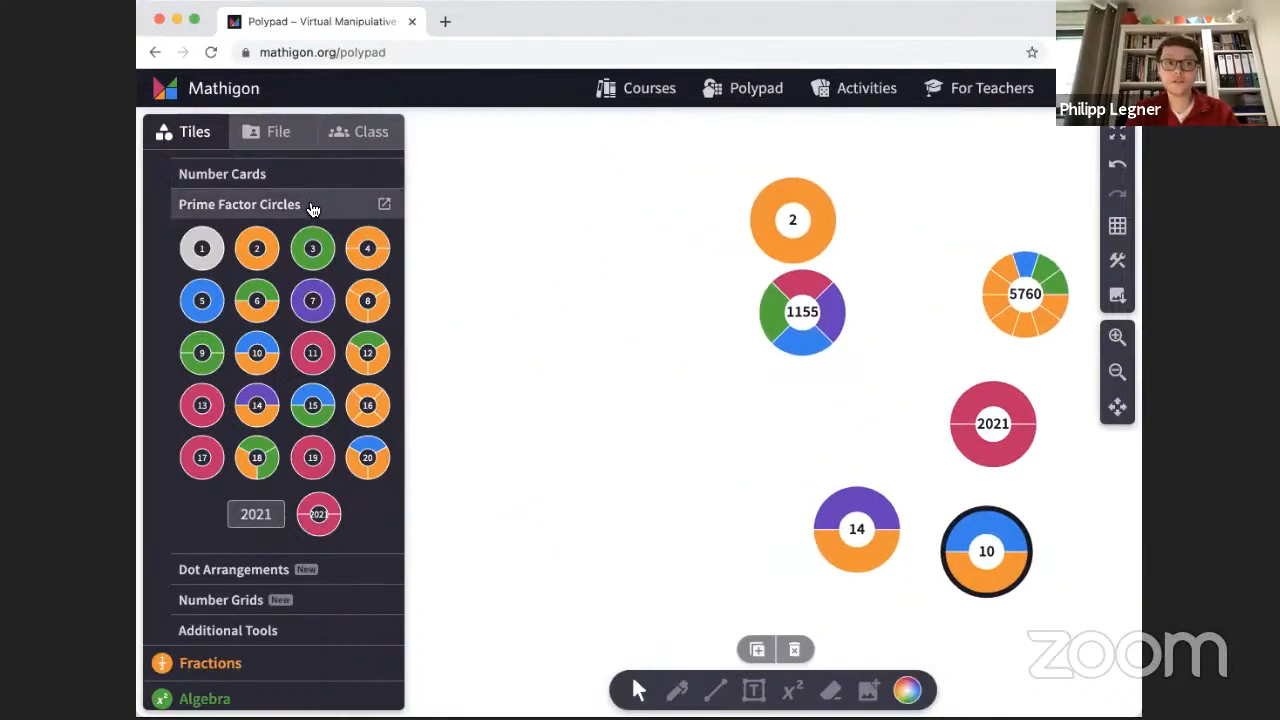 Polypad – Virtual Manipulative
mathigon.org/polypad
Philipp Legner
Mathigon
Courses
Polypad
Activities
For Teachers
Tiles
File
Class
Number Cards
Prime Factor Circles
1 2 3 4
5 6 7 8
9 10 11 12
13 14 15 16
17 18 19 20
2021 2021
Dot Arrangements New
Number Grids New
Additional Tools
Fractions
x² Algebra
2
1155
5760
2021
14
10
T x²
zoom